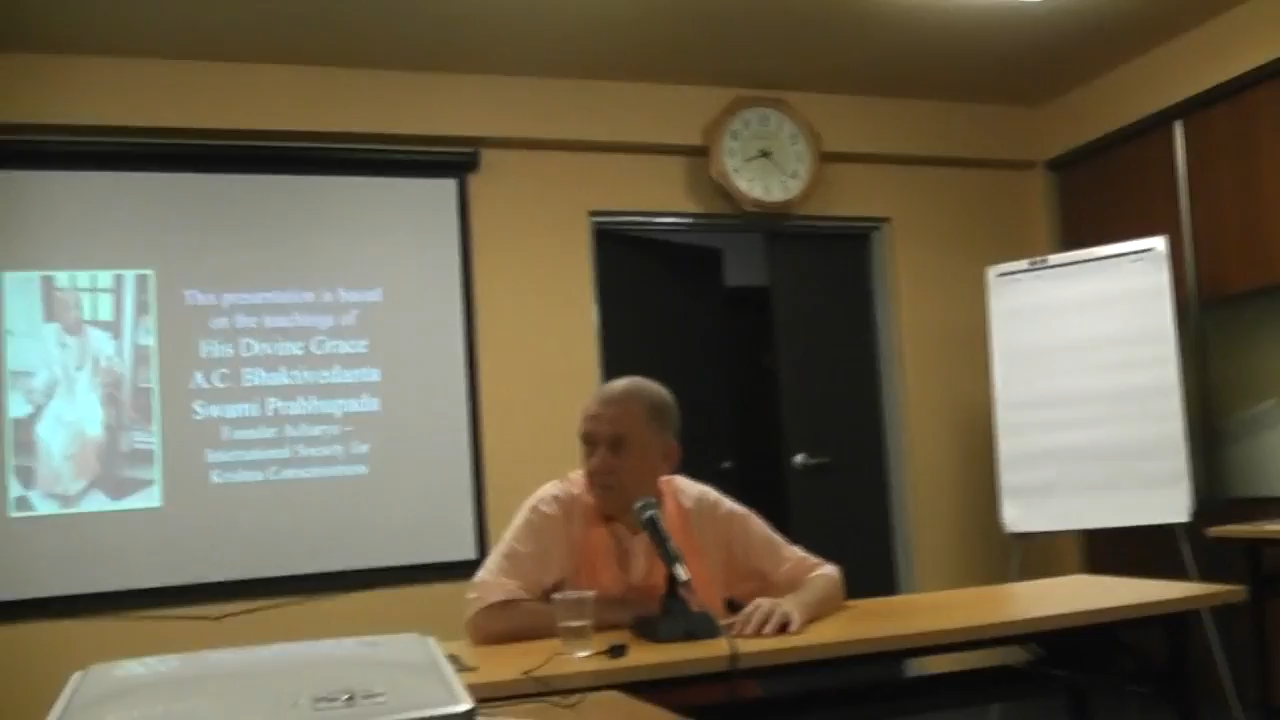 This presentation is based
on the teachings of
His Divine Grace
A.C. Bhaktivedanta
Swami Prabhupada
Founder Acharya –
International Society for
Krishna Consciousness